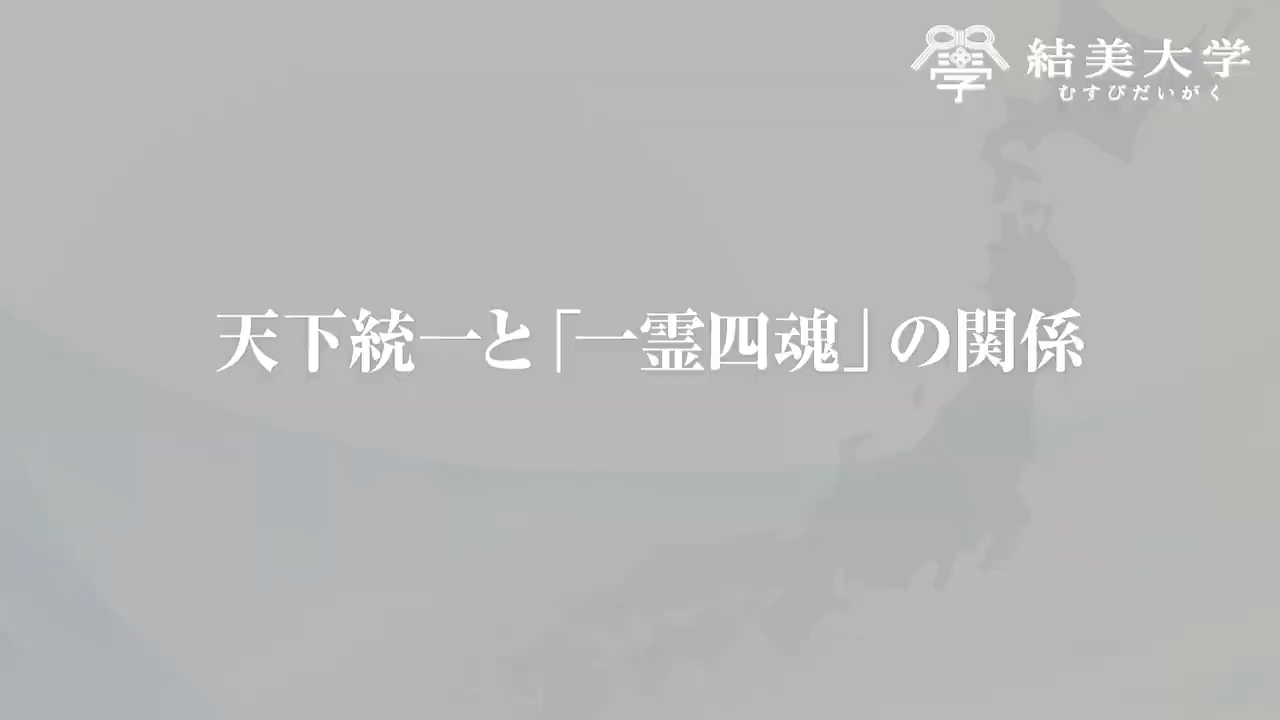 結美大学
むすびだいがく
天下統一と「一霊四魂」の関係